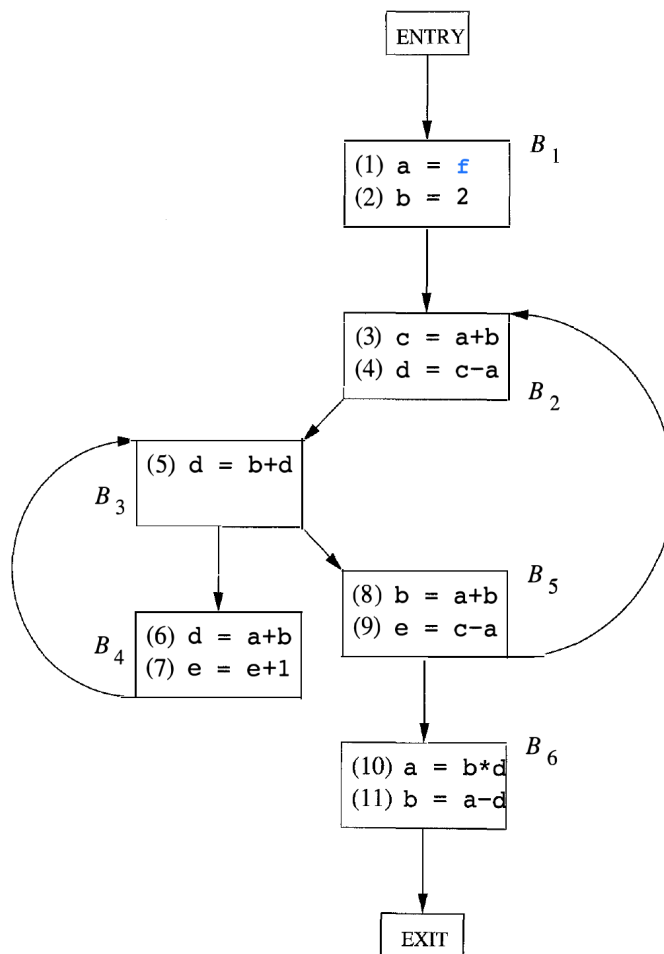 ENTRY
B1
(1) a = f
(2) b = 2
(3) c = a+b
(4) d = c-a
B2
(5) d = b+d
B3
B5
(8) b = a+b
(9) e = c-a
(6) d = a+b
(7) e = e+1
B4
B6
(10) a = b*d
(11) b = a-d
EXIT